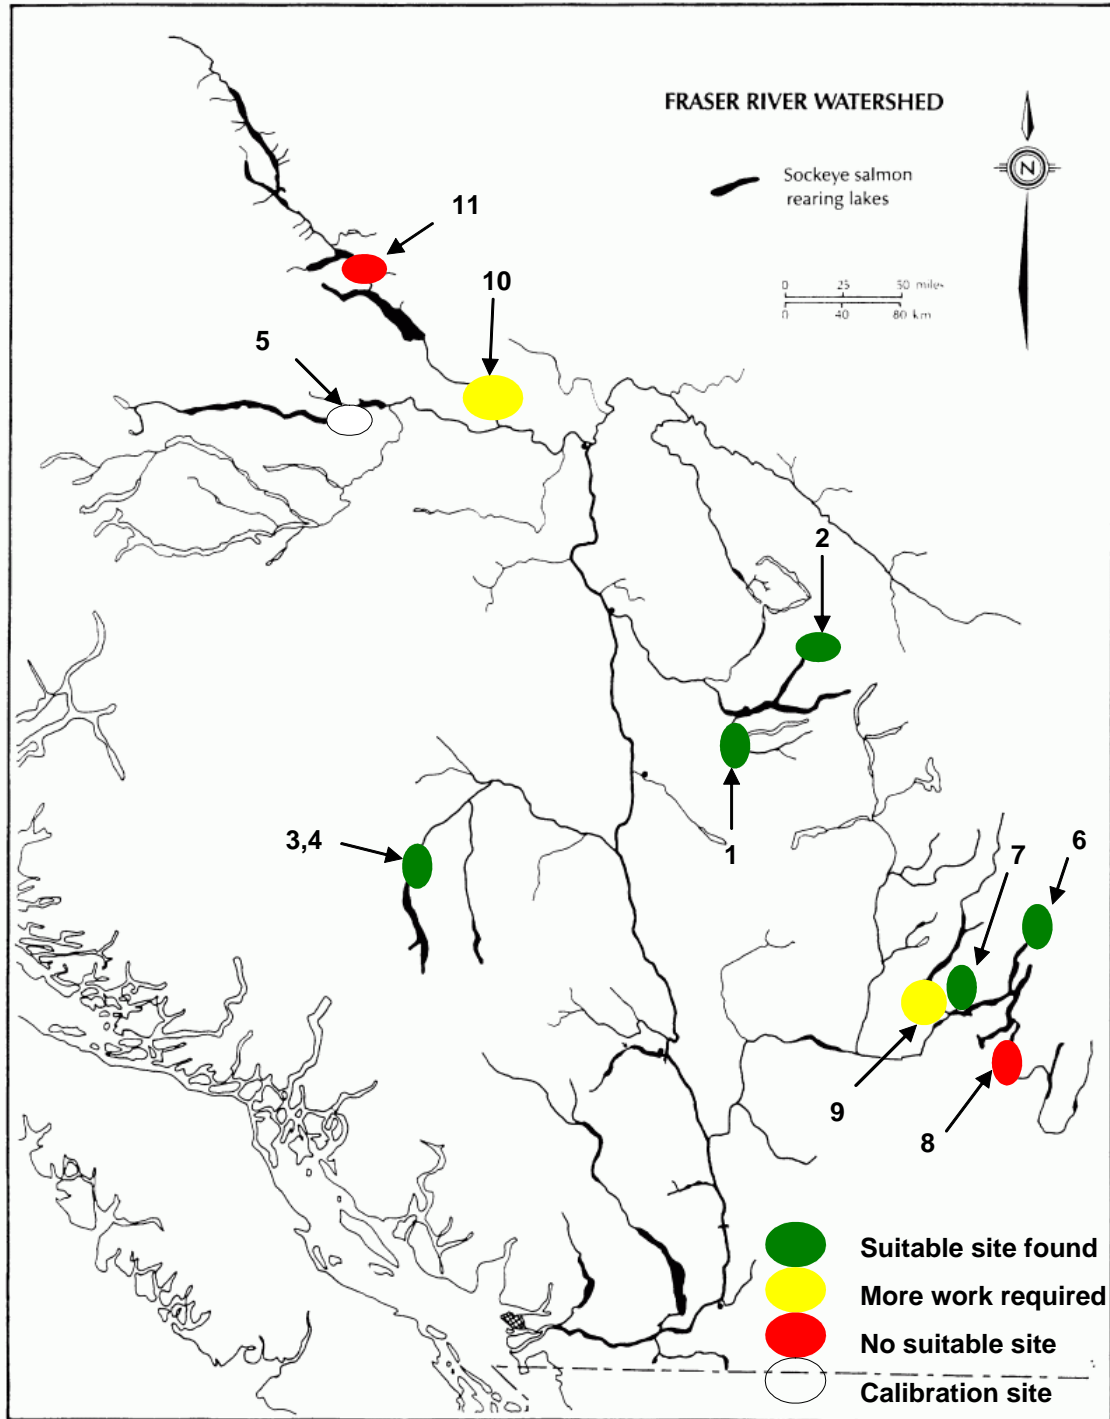 FRASER RIVER WATERSHED
N
Sockeye salmon
rearing lakes
0 25 50 miles
0 40 80 km
11
10
5
2
3,4
1
7
6
9
8
Suitable site found
More work required
No suitable site
Calibration site